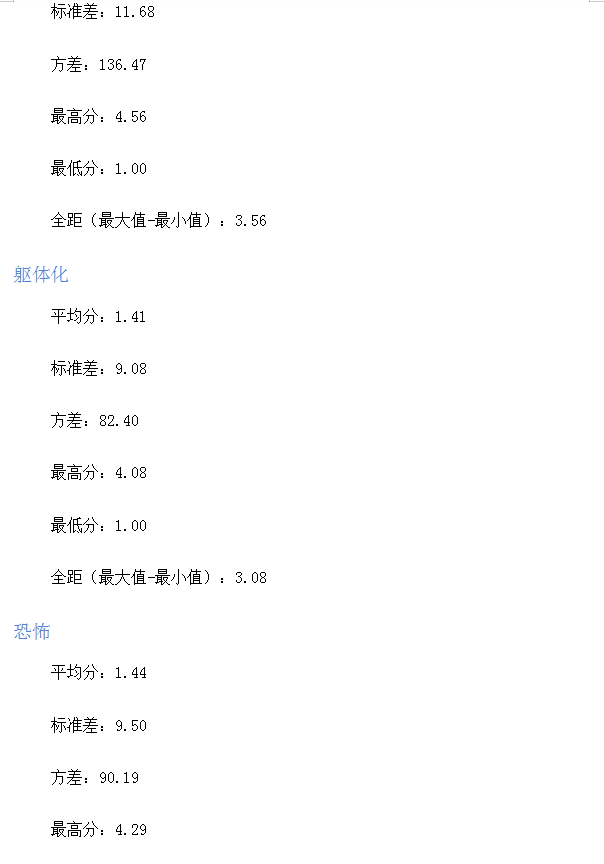 标准差：11.68
方差：136.47
最高分：4.56
最低分：1.00
全距（最大值-最小值）：3.56
躯体化
平均分：1.41
标准差：9.08
方差：82.40
最高分：4.08
最低分：1.00
全距（最大值-最小值）：3.08
恐怖
平均分：1.44
标准差：9.50
方差：90.19
最高分：4.29